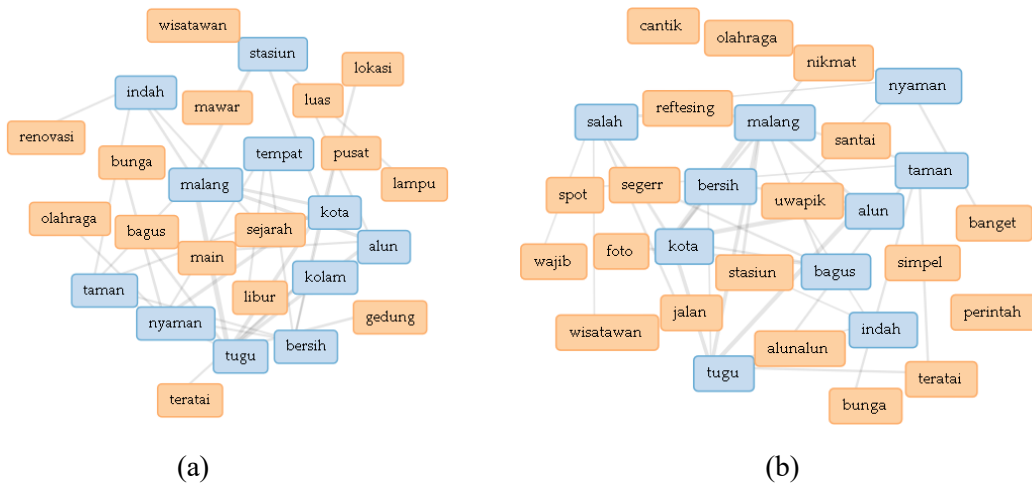 wisatawan
stasiun
lokasi
indah
mawar
luas
renovasi
bunga
tempat
pusat
malang
lampu
olahraga
bagus
sejarah
kota
main
alun
taman
libur
kolam
nyaman
gedung
tugu
bersih
teratai
(a)
cantik
olahraga
nikmat
nyaman
reftesing
salah
malang
santai
taman
spot
segerr
bersih
uwapik
alun
banget
wajib
foto
kota
stasiun
bagus
simpel
perintah
wisatawan
jalan
indah
alunalun
tugu
teratai
bunga
(b)